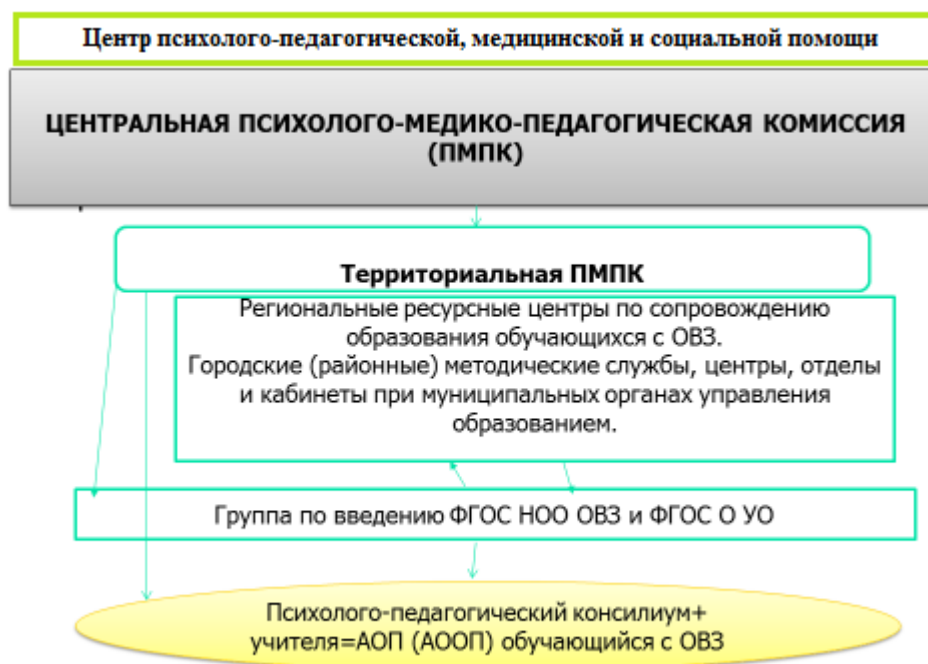 Центр психолого-педагогической, медицинской и социальной помощи
ЦЕНТРАЛЬНАЯ ПСИХОЛОГО-МЕДИКО-ПЕДАГОГИЧЕСКАЯ КОМИССИЯ
(ПМПК)
Территориальная ПМПК
Региональные ресурсные центры по сопровождению
образования обучающихся с ОВЗ.
Городские (районные) методические службы, центры, отделы
и кабинеты при муниципальных органах управления
образованием.
Группа по введению ФГОС НОО ОВЗ и ФГОС О УО
Психолого-педагогический консилиум+
учителя=АОП (АООП) обучающийся с ОВЗ